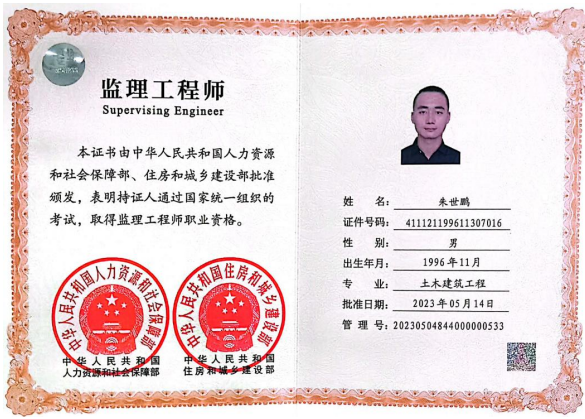 监理工程师
Supervising Engineer
本证书由中华人民共和国人力资源
和社会保障部、住房和城乡建设部批准
颁发，表明持证人通过国家统一组织的
考试，取得监理工程师职业资格。
中华人民共和国人力资源和社会保障部
中华人民共和国住房和城乡建设部
中华人民共和国
人力资源和社会保障部
中华人民共和国
住房和城乡建设部
姓 名： 朱世鹏
证件号码： 411121199611307016
性 别： 男
出生年月： 1996年11月
专 业： 土木建筑工程
批准日期： 2023年05月14日
管 理 号： 20230504844000000533